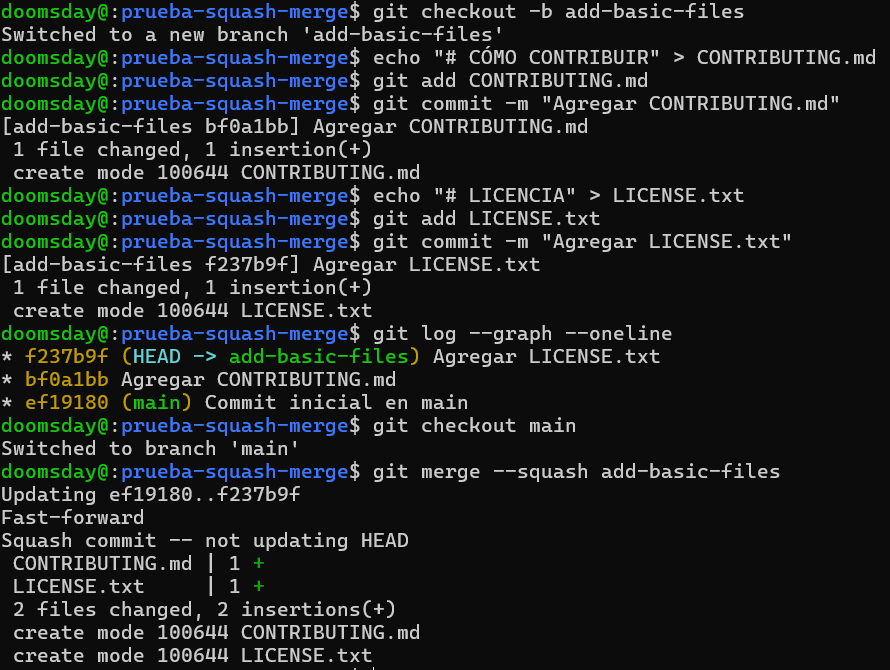 doomsday@:prueba-squash-merge$ git checkout -b add-basic-files
Switched to a new branch 'add-basic-files'
doomsday@:prueba-squash-merge$ echo "# CÓMO CONTRIBUIR" > CONTRIBUTING.md
doomsday@:prueba-squash-merge$ git add CONTRIBUTING.md
doomsday@:prueba-squash-merge$ git commit -m "Agregar CONTRIBUTING.md"
[add-basic-files bf0a1bb] Agregar CONTRIBUTING.md
 1 file changed, 1 insertion(+)
 create mode 100644 CONTRIBUTING.md
doomsday@:prueba-squash-merge$ echo "# LICENCIA" > LICENSE.txt
doomsday@:prueba-squash-merge$ git add LICENSE.txt
doomsday@:prueba-squash-merge$ git commit -m "Agregar LICENSE.txt"
[add-basic-files f237b9f] Agregar LICENSE.txt
 1 file changed, 1 insertion(+)
 create mode 100644 LICENSE.txt
doomsday@:prueba-squash-merge$ git log --graph --oneline
* f237b9f (HEAD -> add-basic-files) Agregar LICENSE.txt
* bf0a1bb Agregar CONTRIBUTING.md
* ef19180 (main) Commit inicial en main
doomsday@:prueba-squash-merge$ git checkout main
Switched to branch 'main'
doomsday@:prueba-squash-merge$ git merge --squash add-basic-files
Updating ef19180..f237b9f
Fast-forward
Squash commit -- not updating HEAD
 CONTRIBUTING.md | 1 +
 LICENSE.txt     | 1 +
 2 files changed, 2 insertions(+)
 create mode 100644 CONTRIBUTING.md
 create mode 100644 LICENSE.txt